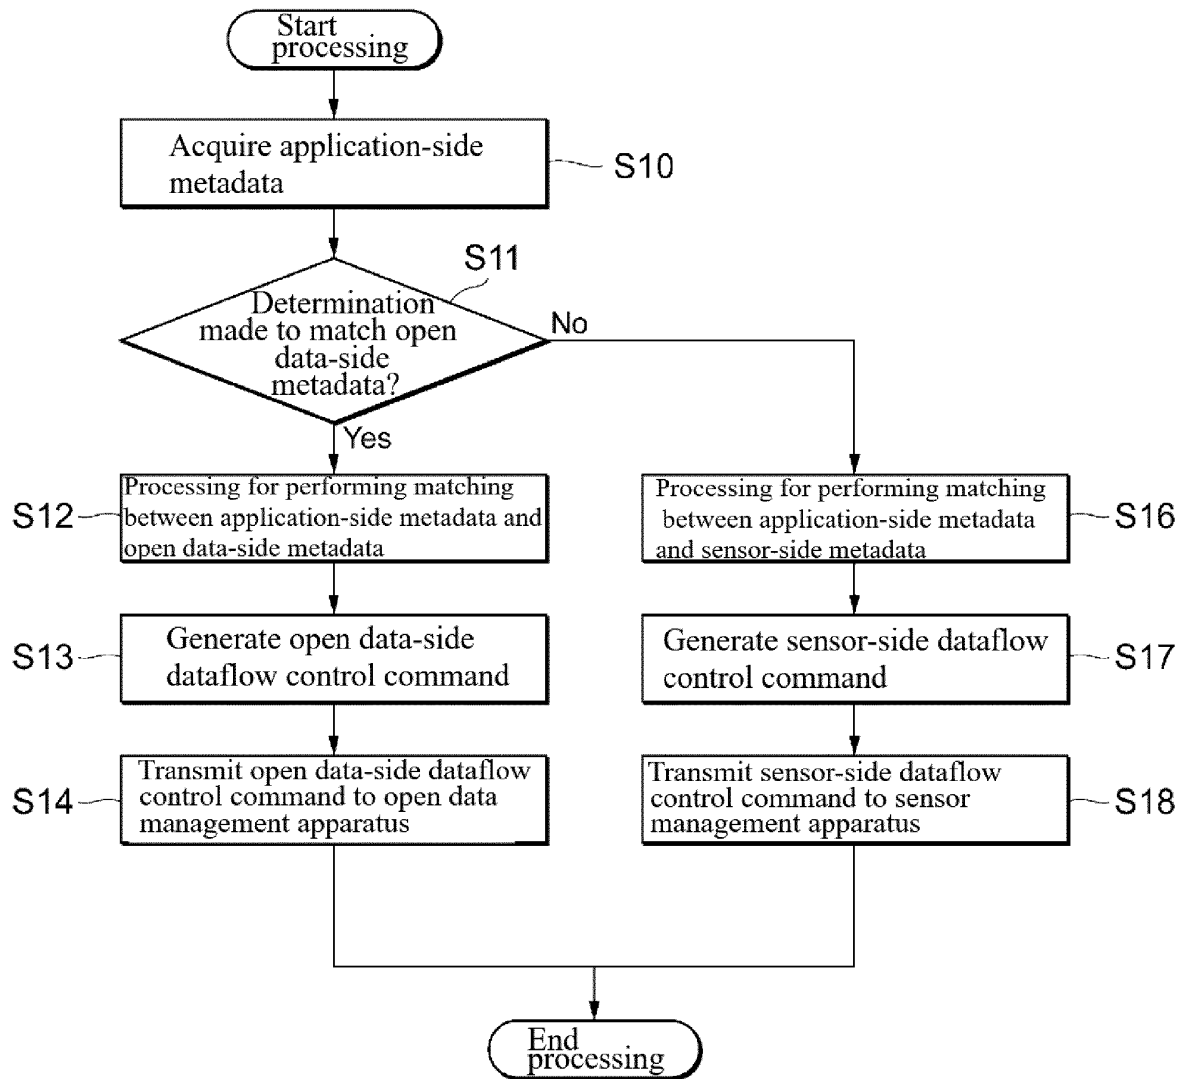 Start
processing
Acquire application-side
metadata
S10
S11
Determination
made to match open
data-side
metadata?
No
Yes
S12
Processing for performing matching
between application-side metadata and
open data-side metadata
Processing for performing matching
between application-side metadata
and sensor-side metadata
S16
S13
Generate open data-side
dataflow control command
Generate sensor-side dataflow
control command
S17
S14
Transmit open data-side dataflow
control command to open data
management apparatus
Transmit sensor-side dataflow
control command to sensor
management apparatus
S18
End
processing